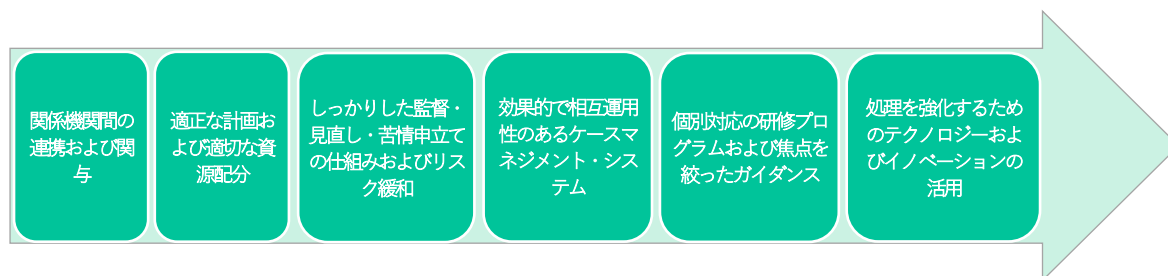 関係機関間の
連携および関
与
適正な計画お
よび適切な資
源配分
しっかりした監督・
見直し・苦情申立て
の仕組みおよびリス
ク緩和
効果的で相互運用
性のあるケースマ
ネジメント・シス
テム
個別対応の研修プロ
グラムおよび焦点を
絞ったガイダンス
処理を強化するため
のテクノロジーおよ
びイノベーションの
活用